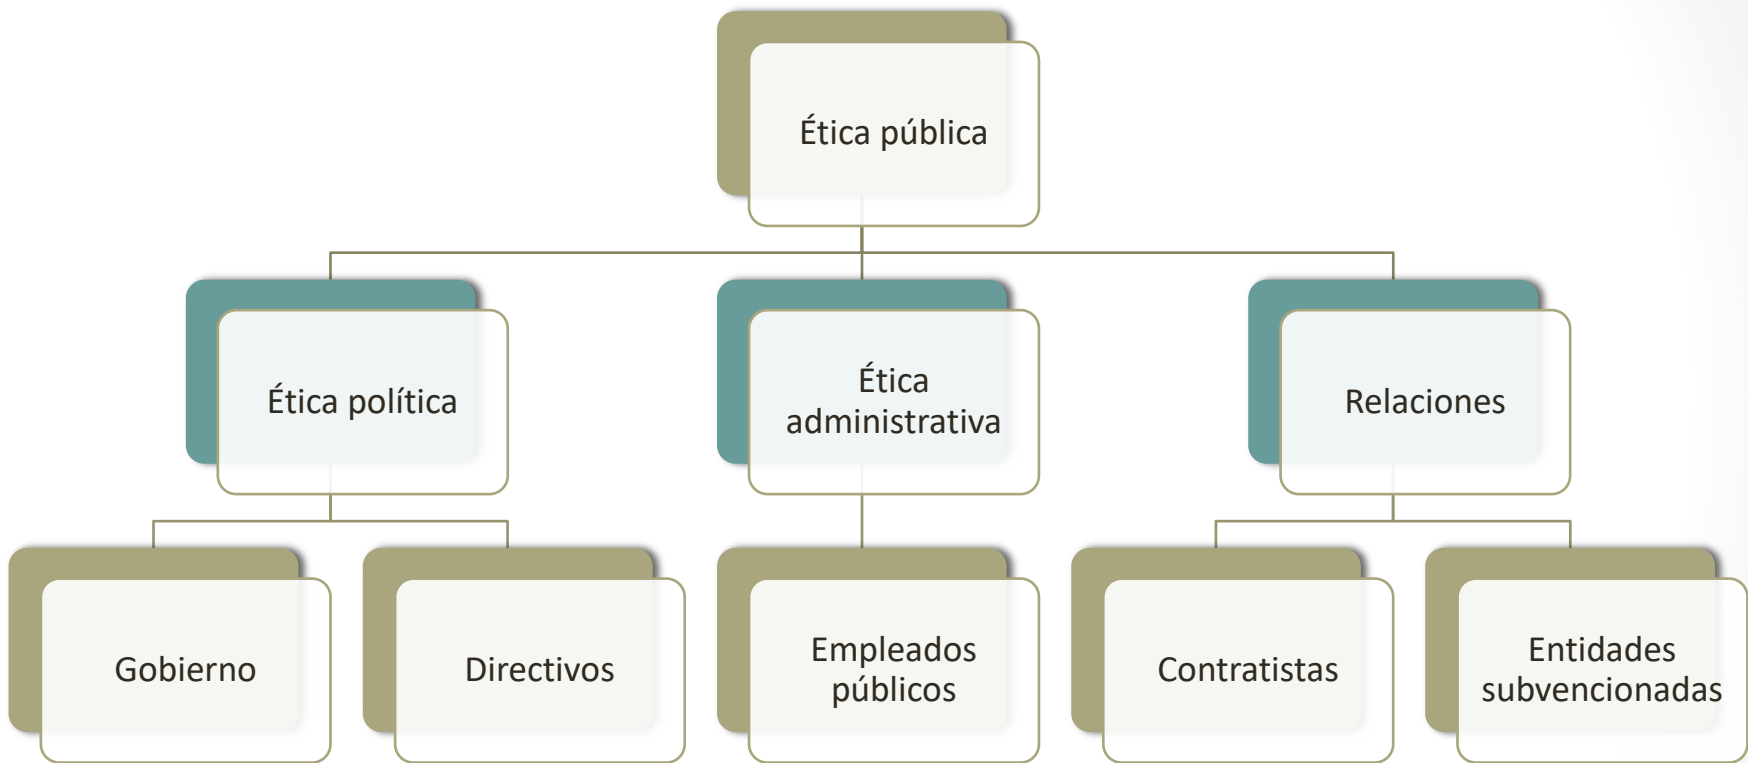 Ética pública
Ética política
Ética
administrativa
Relaciones
Gobierno
Directivos
Empleados
públicos
Contratistas
Entidades
subvencionadas